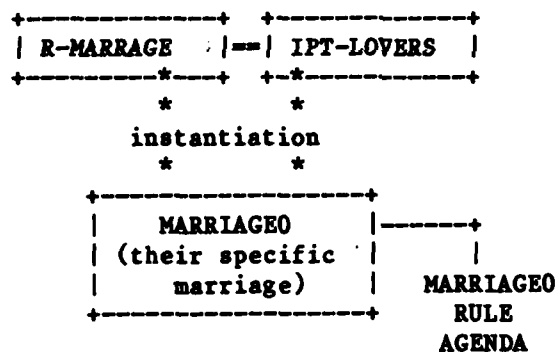 R-MARRAGE == IPT-LOVERS
instantiation
MARRIAGE0
(their specific
marriage)
MARRIAGE0
RULE
AGENDA